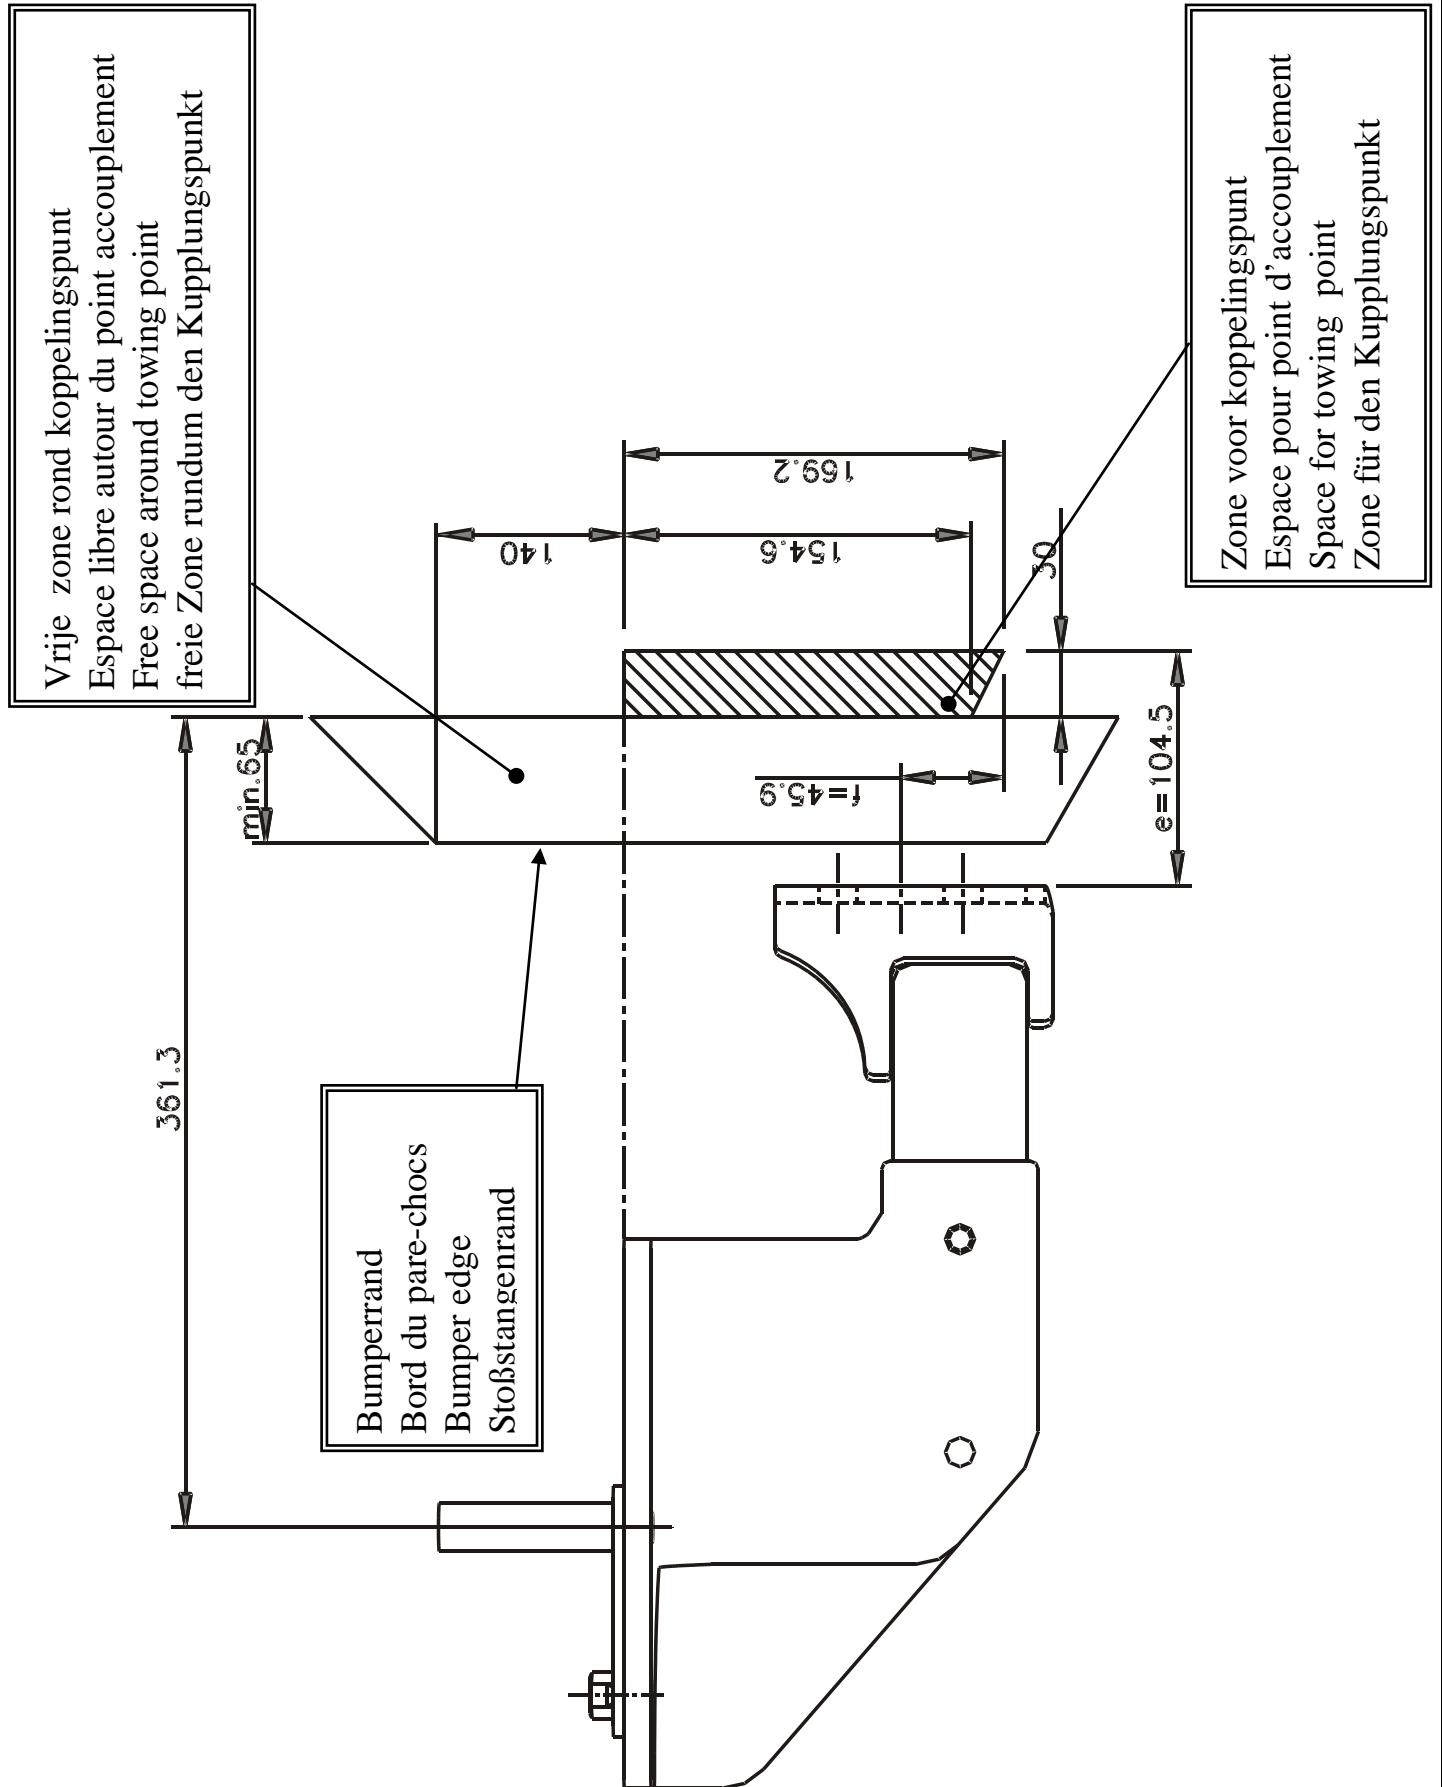 Vrije zone rond koppelingspunt
Espace libre autour du point accouplement
Free space around towing point
freie Zone rundum den Kupplungspunkt
Zone voor koppelingspunt
Espace pour point d'accouplement
Space for towing point
Zone für den Kupplungspunkt
Bumperrand
Bord du pare-chocs
Bumper edge
Stoßstangenrand
361.3
min.65
140
154.6
169.2
30
f=45.9
e=104.5